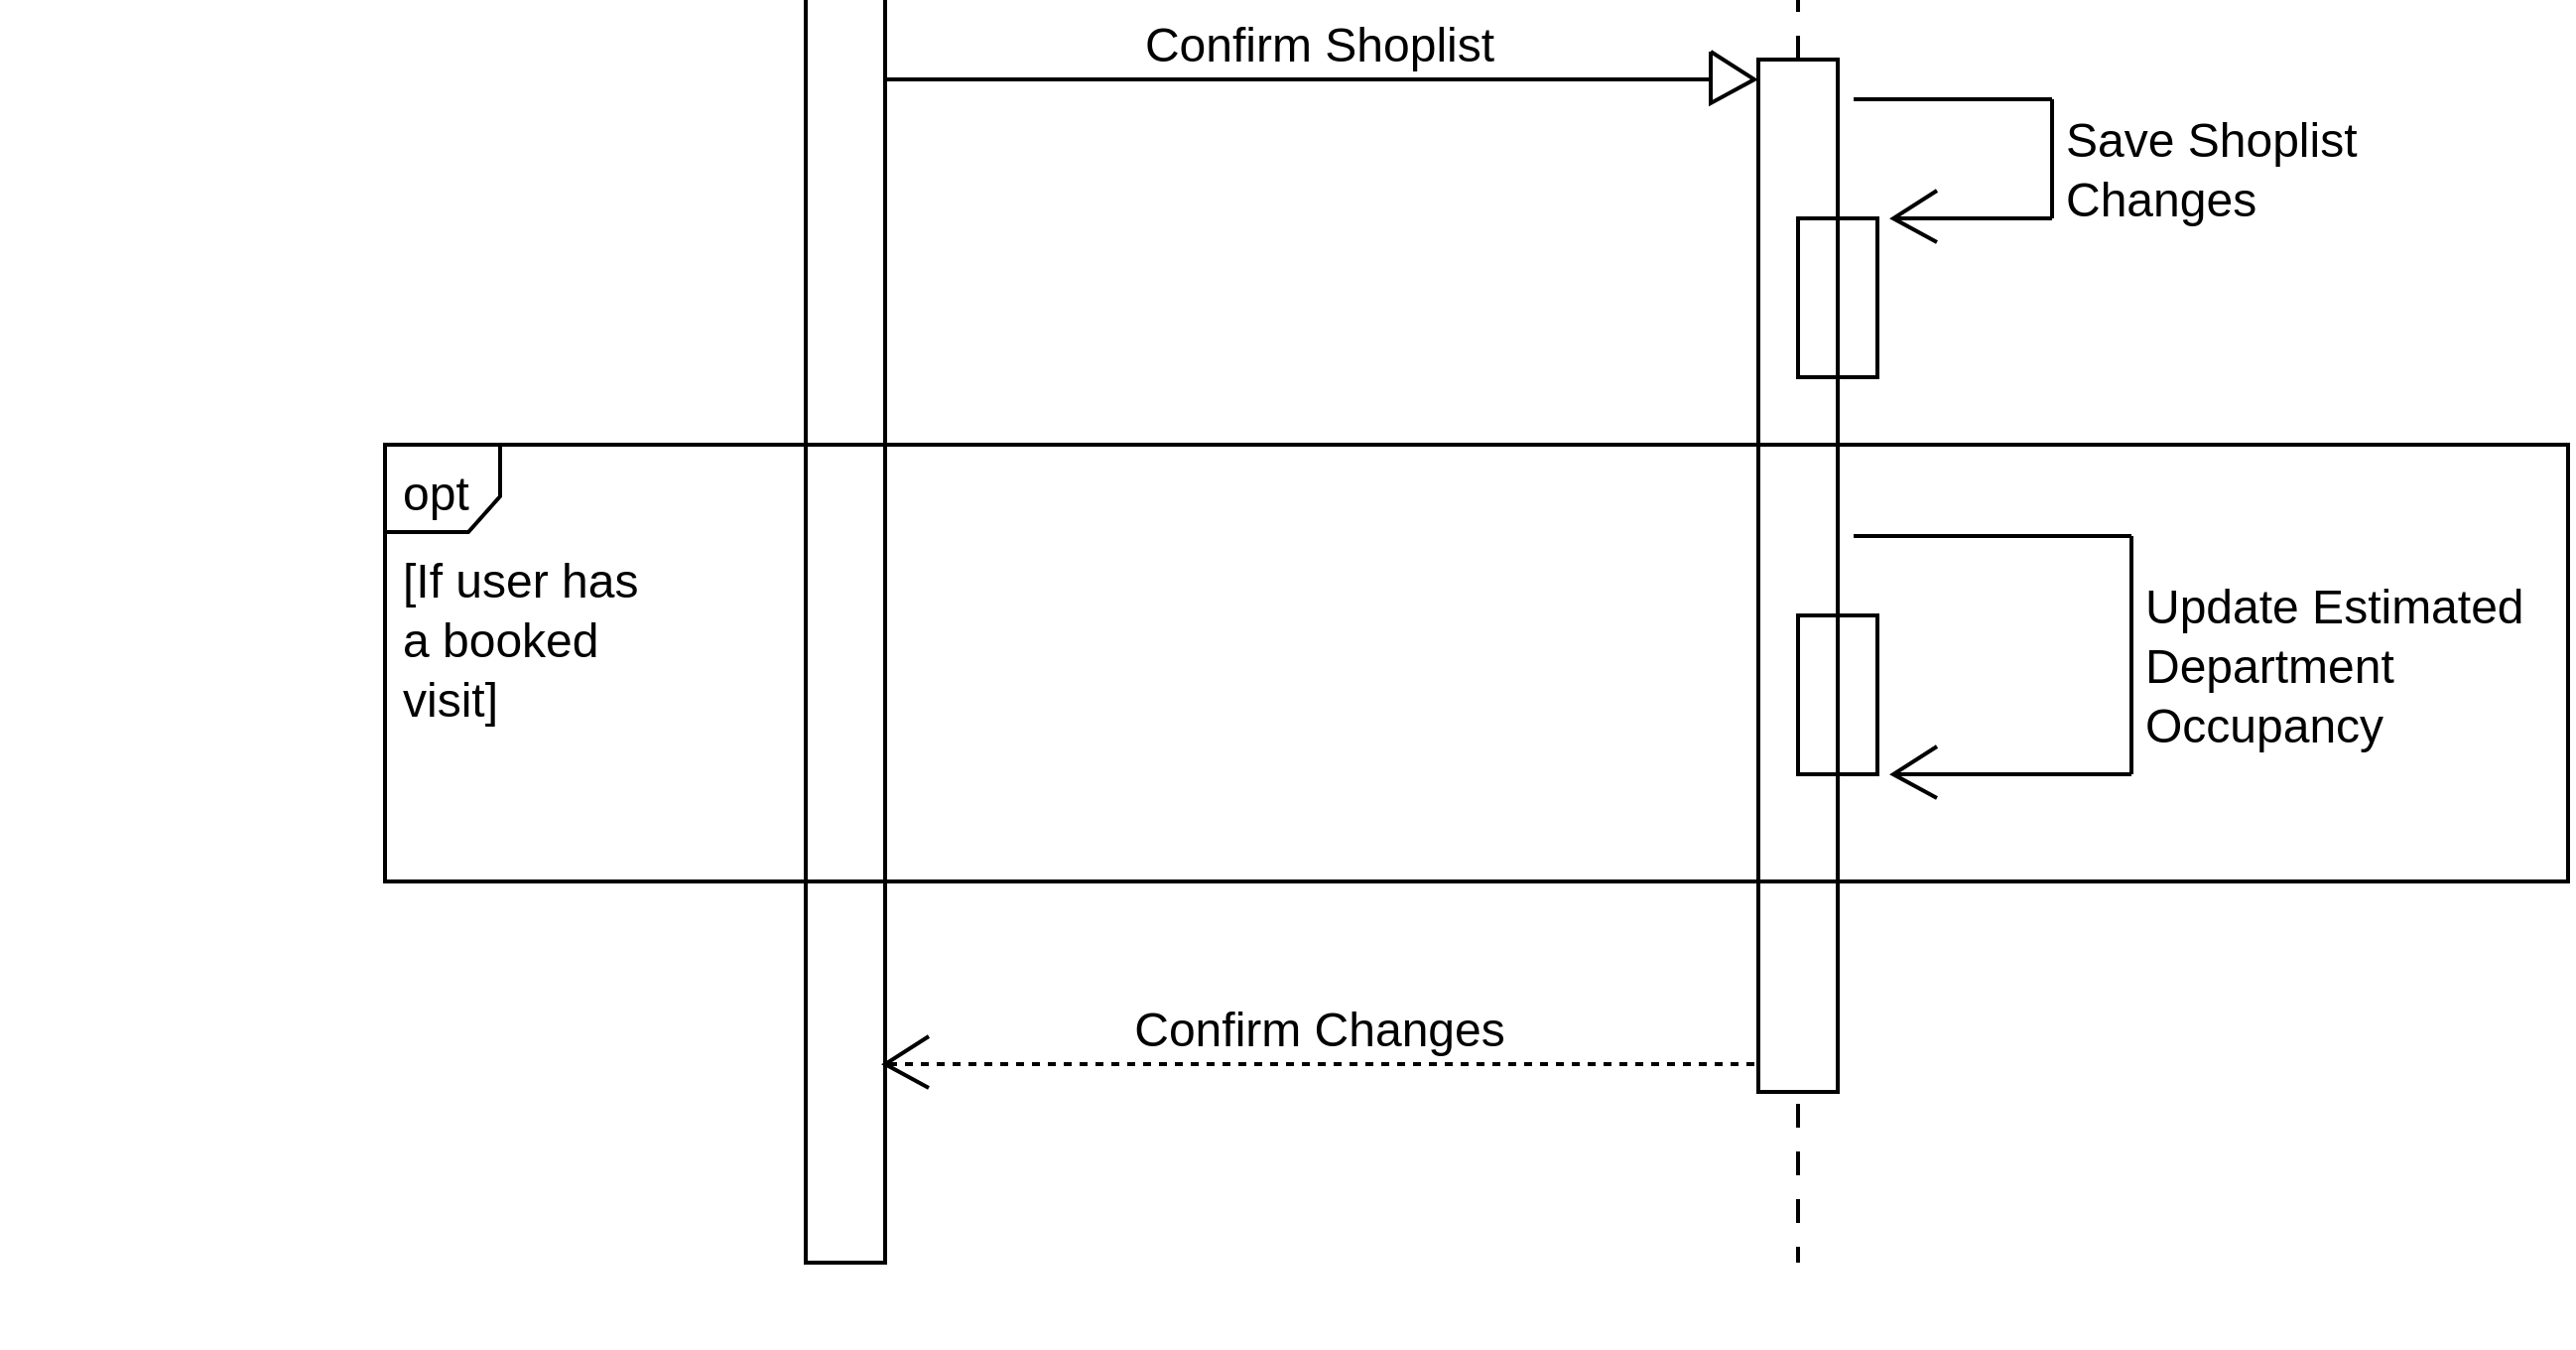 Confirm Shoplist
Save Shoplist
Changes
opt
[If user has
a booked
visit]
Update Estimated
Department
Occupancy
Confirm Changes